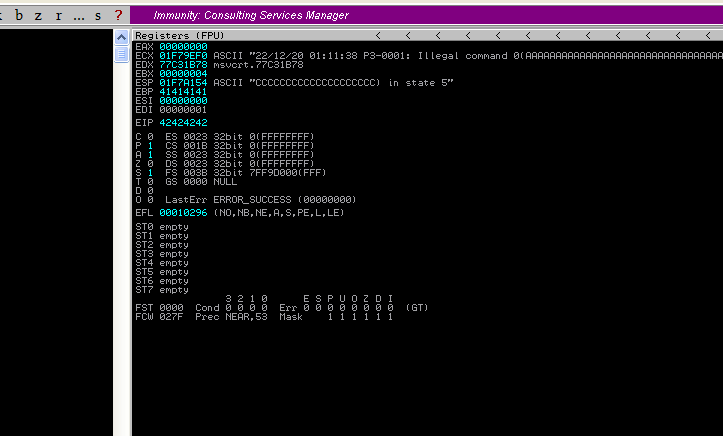 b z r ... s ? Immunity: Consulting Services Manager
Registers (FPU) < < < < < < < < < < < <
EAX 00000000
ECX 01F79EF0 ASCII "22/12/20 01:11:38 P3-0001: Illegal command 0(AAAAAAAAAAAAAAAAAAAAAAAAAAAAAAAAA
EDX 77C31B78 msvcrt.77C31B78
EBX 00000004
ESP 01F7A154 ASCII "CCCCCCCCCCCCCCCCCCCC) in state 5"
EBP 41414141
ESI 00000000
EDI 00000001
EIP 42424242
C 0 ES 0023 32bit 0(FFFFFFFF)
P 1 CS 001B 32bit 0(FFFFFFFF)
A 1 SS 0023 32bit 0(FFFFFFFF)
Z 0 DS 0023 32bit 0(FFFFFFFF)
S 1 FS 003B 32bit 7FF9D000(FFF)
T 0 GS 0000 NULL
D 0
O 0 LastErr ERROR_SUCCESS (00000000)
EFL 00010296 (NO,NB,NE,A,S,PE,L,LE)
ST0 empty
ST1 empty
ST2 empty
ST3 empty
ST4 empty
ST5 empty
ST6 empty
ST7 empty
3 2 1 0 E S P U O Z D I
FST 0000 Cond 0 0 0 0 Err 0 0 0 0 0 0 0 0 (GT)
FCW 027F Prec NEAR,53 Mask 1 1 1 1 1 1